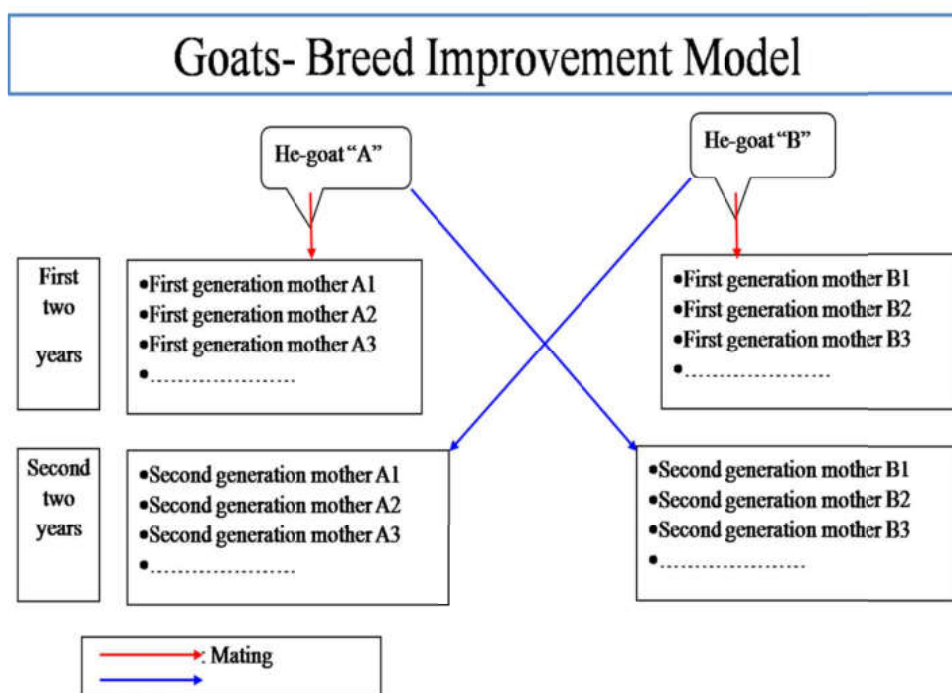 Goats- Breed Improvement Model
He-goat “A”
He-goat “B”
First
two
years
•First generation mother A1
•First generation mother A2
•First generation mother A3
•......................
•First generation mother B1
•First generation mother B2
•First generation mother B3
•......................
Second
two
years
•Second generation mother A1
•Second generation mother A2
•Second generation mother A3
•......................
•Second generation mother B1
•Second generation mother B2
•Second generation mother B3
•......................
: Mating